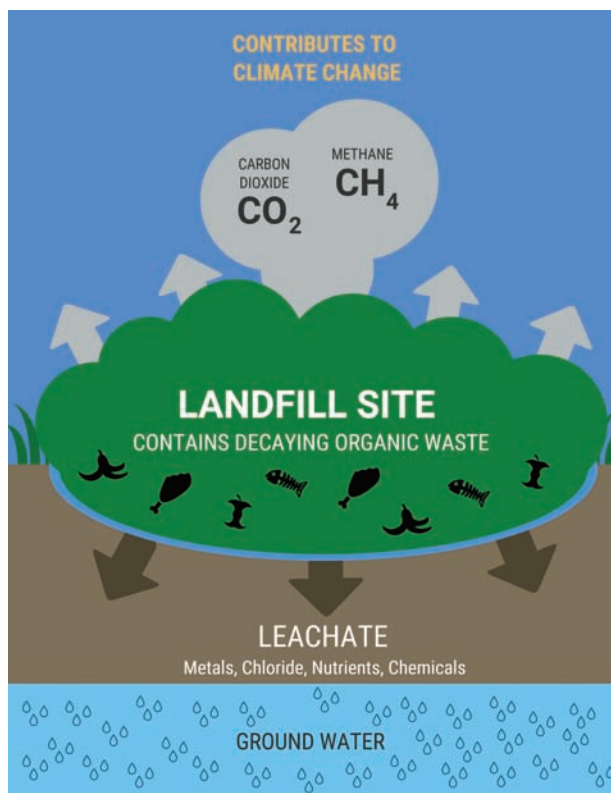 CONTRIBUTES TO
CLIMATE CHANGE
CARBON
DIOXIDE
CO₂
METHANE
CH₄
LANDFILL SITE
CONTAINS DECAYING ORGANIC WASTE
LEACHATE
Metals, Chloride, Nutrients, Chemicals
GROUND WATER